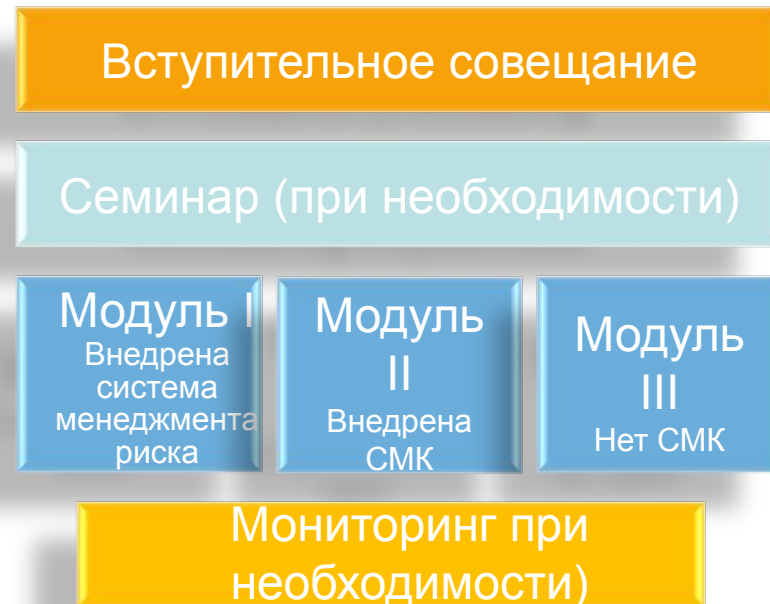 Вступительное совещание
Семинар (при необходимости)
Модуль I
Внедрена
система
менеджмента
риска
Модуль
II
Внедрена
СМК
Модуль
III
Нет СМК
Мониторинг при
необходимости)